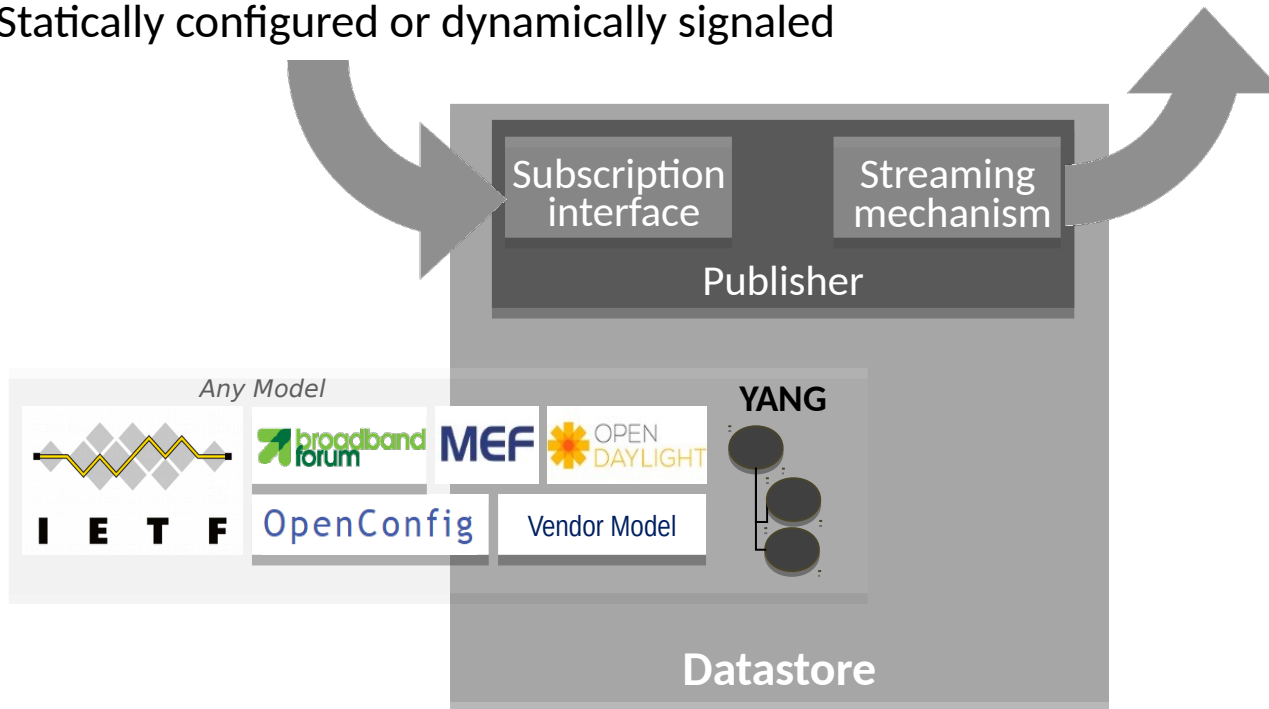 Statically configured or dynamically signaled
Subscription
interface
Streaming
mechanism
Publisher
Any Model
YANG
broadband
forum
MEF
OPEN
DAYLIGHT
I E T F
OpenConfig
Vendor Model
Datastore